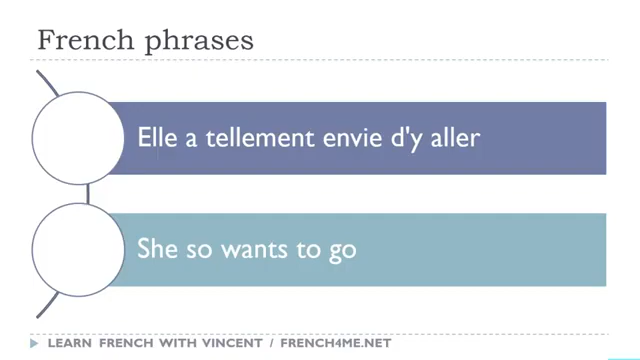 French phrases
Elle a tellement envie d'y aller
She so wants to go
LEARN FRENCH WITH VINCENT / FRENCH4ME.NET